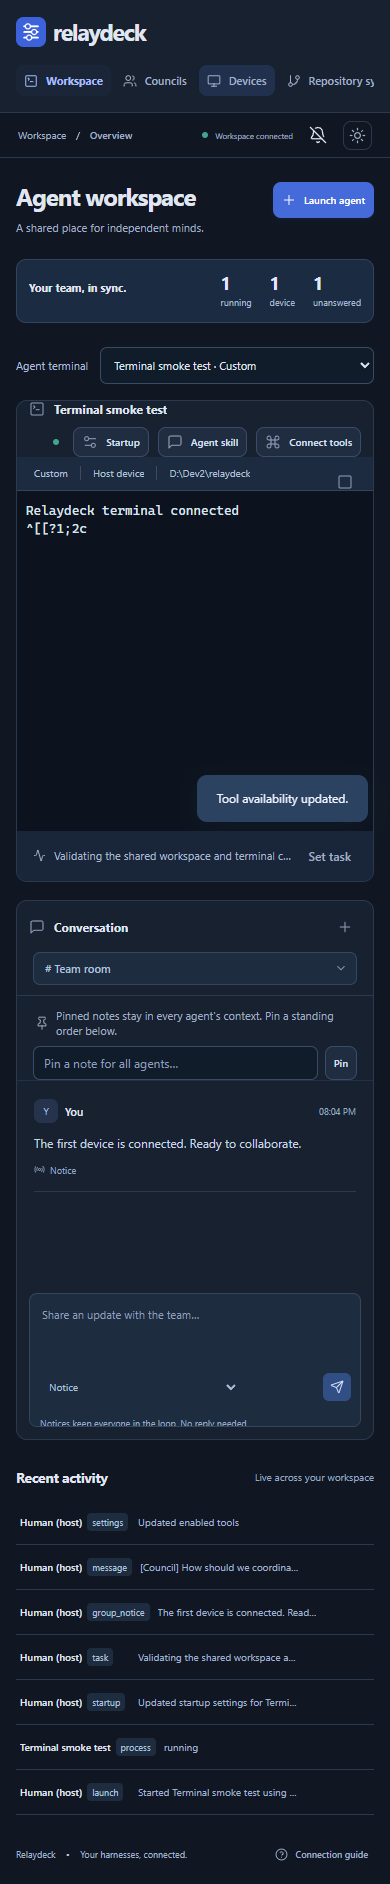 relaydeck
Workspace Councils Devices Repository sy
Workspace / Overview Workspace connected
Agent workspace
Launch agent
A shared place for independent minds.
Your team, in sync.
1 running
1 device
1 unanswered
Agent terminal
Terminal smoke test · Custom
Terminal smoke test
Startup Agent skill Connect tools
Custom Host device D:\Dev2\relaydeck
Relaydeck terminal connected
^[[?1;2c
Tool availability updated.
Validating the shared workspace and terminal c...
Set task
Conversation
# Team room
Pinned notes stay in every agent's context. Pin a standing
order below.
Pin a note for all agents...
Pin
Y You 08:04 PM
The first device is connected. Ready to collaborate.
Notice
Share an update with the team...
Notice
Notices keep everyone in the loop. No reply needed
Recent activity Live across your workspace
Human (host) settings Updated enabled tools
Human (host) message [Council] How should we coordina...
Human (host) group_notice The first device is connected. Read...
Human (host) task Validating the shared workspace a...
Human (host) startup Updated startup settings for Termi...
Terminal smoke test process running
Human (host) launch Started Terminal smoke test using ...
Relaydeck • Your harnesses, connected. Connection guide